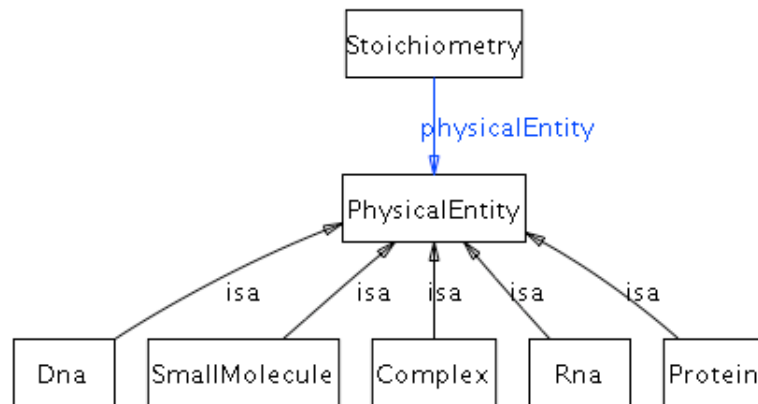 Stoichiometry
physicalEntity
PhysicalEntity
isa isa isa isa isa
Dna SmallMolecule Complex Rna Protein